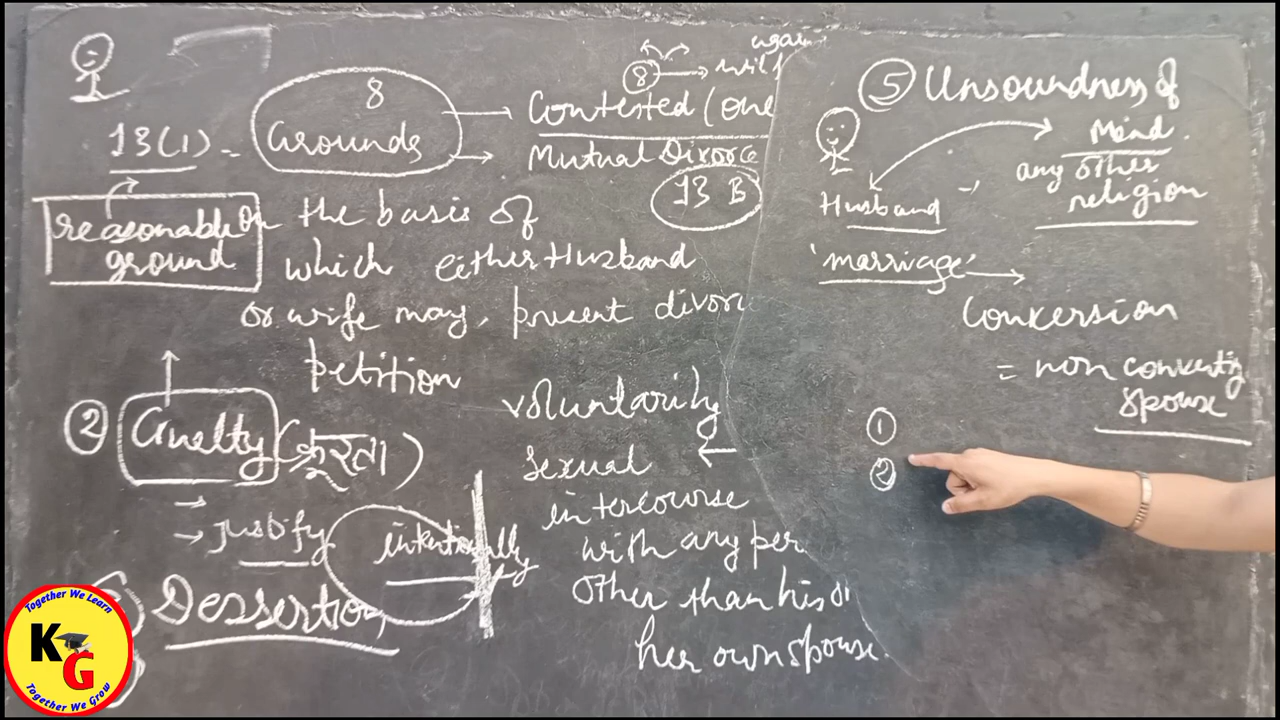 13(1) -
8
Grounds
8 → wil
Contested (one
Mutual Divorce
13 B
reasonable
ground
on the basis of
which either Husband
or wife may, present divorc
petition
② Cruelty (क्रूरता)
→ justify intentionally
Dessertion
voluntarily
sexual
intercourse
with any per
other than his or
her own spouse.
⑤ Unsoundness of
Mind.
Husband
any other
religion
'marriage'
Conversion
= non converting
spouse
①
②
Together We Learn
KG
Together We Grow